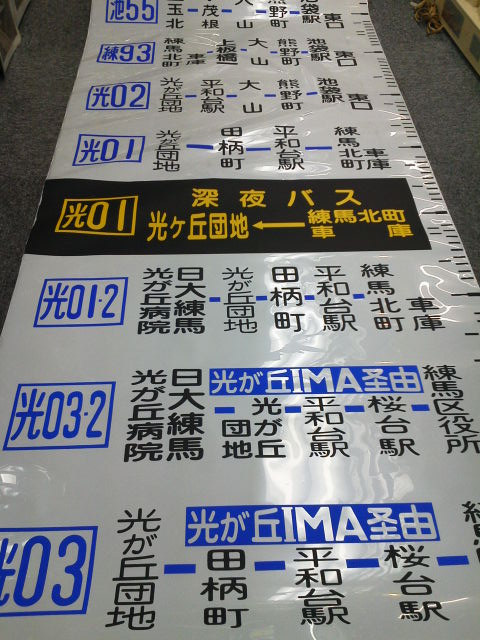 池55 玉北 茂根 大山 熊野町 池袋駅東口
練93 練馬北町車庫 上板橋一 大山 熊野町 池袋駅東口
光02 光が丘団地 平和台駅 大山 熊野町 池袋駅東口
光01 光が丘団地 田柄町 平和台駅 練馬北町車庫
深夜バス
光01 光ヶ丘団地 ← 練馬北町車庫
光01-2 日大練馬光が丘病院 光が丘団地 田柄町 平和台駅 練馬北町車庫
光が丘IMA経由
光03-2 日大練馬光が丘病院 光が丘団地 平和台駅 桜台駅 練馬区役所
光が丘IMA経由
光03 光が丘団地 田柄町 平和台駅 桜台駅 練馬